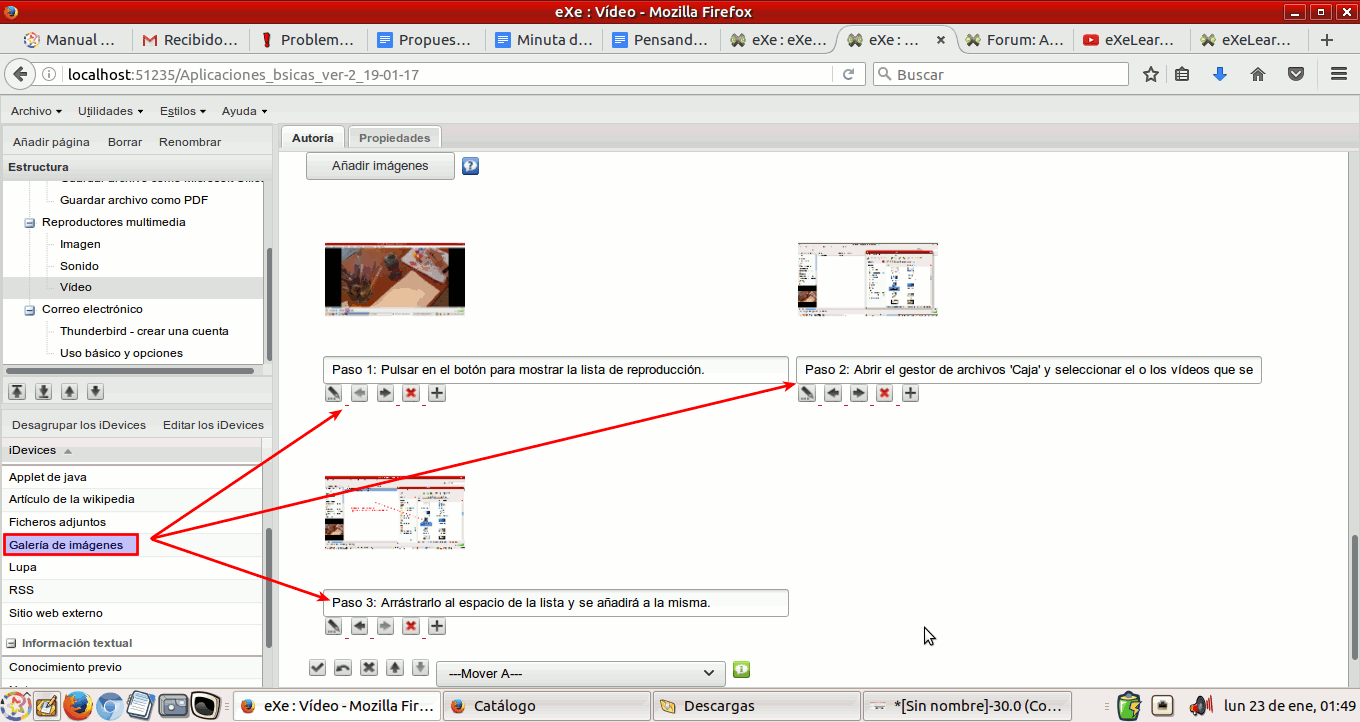 eXe : Vídeo - Mozilla Firefox
Manual ...
Recibido...
Problem...
Propues...
Minuta d...
Pensand...
eXe : eXe...
eXe : ...
Forum: A...
eXeLear...
eXeLear...
localhost:51235/Aplicaciones_bsicas_ver-2_19-01-17
Buscar
Archivo
Utilidades
Estilos
Ayuda
Añadir página
Borrar
Renombrar
Autoría
Propiedades
Estructura
Añadir imágenes
Guardar archivo como PDF
Reproductores multimedia
Imagen
Sonido
Vídeo
Correo electrónico
Thunderbird - crear una cuenta
Uso básico y opciones
Paso 1: Pulsar en el botón para mostrar la lista de reproducción.
Paso 2: Abrir el gestor de archivos 'Caja' y seleccionar el o los vídeos que se
Desagrupar los iDevices
Editar los iDevices
iDevices
Applet de java
Artículo de la wikipedia
Ficheros adjuntos
Galería de imágenes
Lupa
RSS
Sitio web externo
Información textual
Conocimiento previo
Paso 3: Arrástrarlo al espacio de la lista y se añadirá a la misma.
---Mover A---
eXe : Vídeo - Mozilla Fir...
Catálogo
Descargas
*[Sin nombre]-30.0 (Co...
lun 23 de ene, 01:49